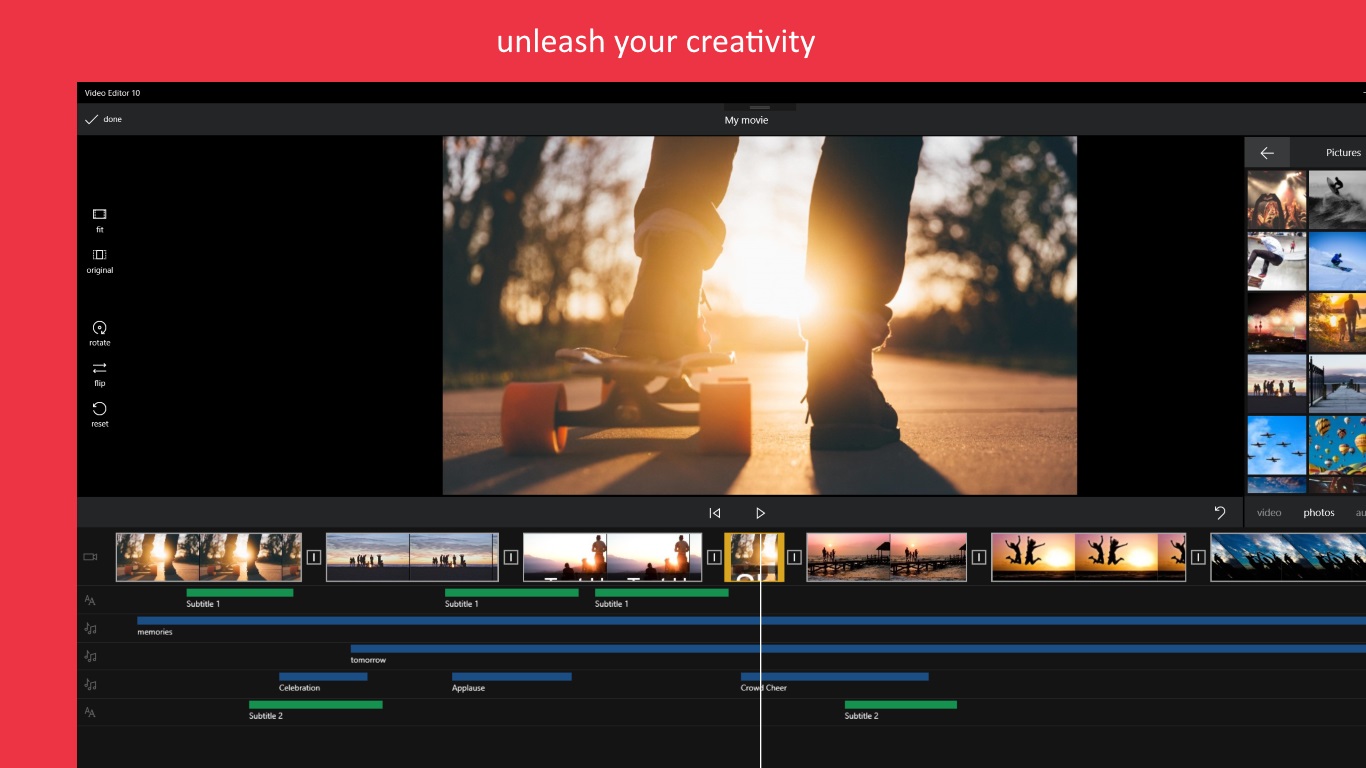 unleash your creativity
Video Editor 10
done
My movie
Pictures
fit
original
rotate
flip
reset
video photos
Subtitle 1 Subtitle 1 Subtitle 1
memories
tomorrow
Celebration Applause Crowd Cheer
Subtitle 2 Subtitle 2